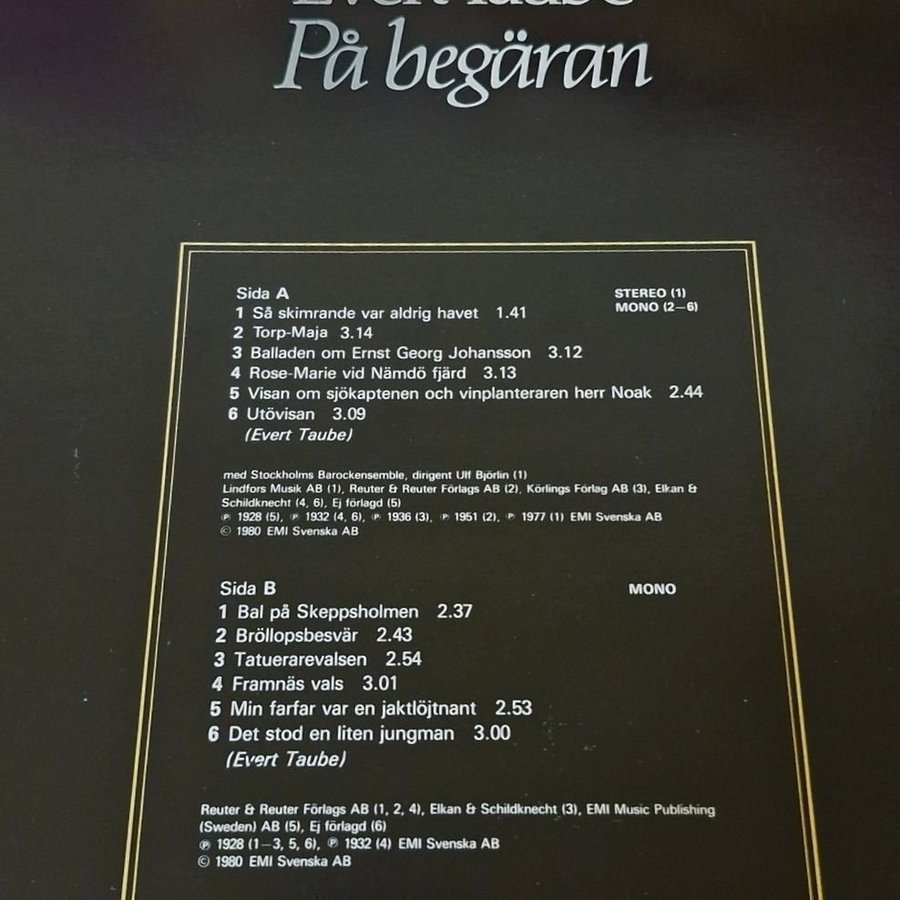 Evert Taube
På begäran
Sida A STEREO (1)
MONO (2–6)
1 Så skimrande var aldrig havet 1.41
2 Torp-Maja 3.14
3 Balladen om Ernst Georg Johansson 3.12
4 Rose-Marie vid Nämdö fjärd 3.13
5 Visan om sjökaptenen och vinplanteraren herr Noak 2.44
6 Utövisan 3.09
(Evert Taube)
med Stockholms Barockensemble, dirigent Ulf Björlin (1)
Lindfors Musik AB (1), Reuter & Reuter Förlags AB (2), Körlings Förlag AB (3), Elkan &
Schildknecht (4, 6), Ej förlagd (5)
℗ 1928 (5), ℗ 1932 (4, 6), ℗ 1936 (3), ℗ 1951 (2), ℗ 1977 (1) EMI Svenska AB
© 1980 EMI Svenska AB
Sida B MONO
1 Bal på Skeppsholmen 2.37
2 Bröllopsbesvär 2.43
3 Tatuerarevalsen 2.54
4 Framnäs vals 3.01
5 Min farfar var en jaktlöjtnant 2.53
6 Det stod en liten jungman 3.00
(Evert Taube)
Reuter & Reuter Förlags AB (1, 2, 4), Elkan & Schildknecht (3), EMI Music Publishing
(Sweden) AB (5), Ej förlagd (6)
℗ 1928 (1–3, 5, 6), ℗ 1932 (4) EMI Svenska AB
© 1980 EMI Svenska AB